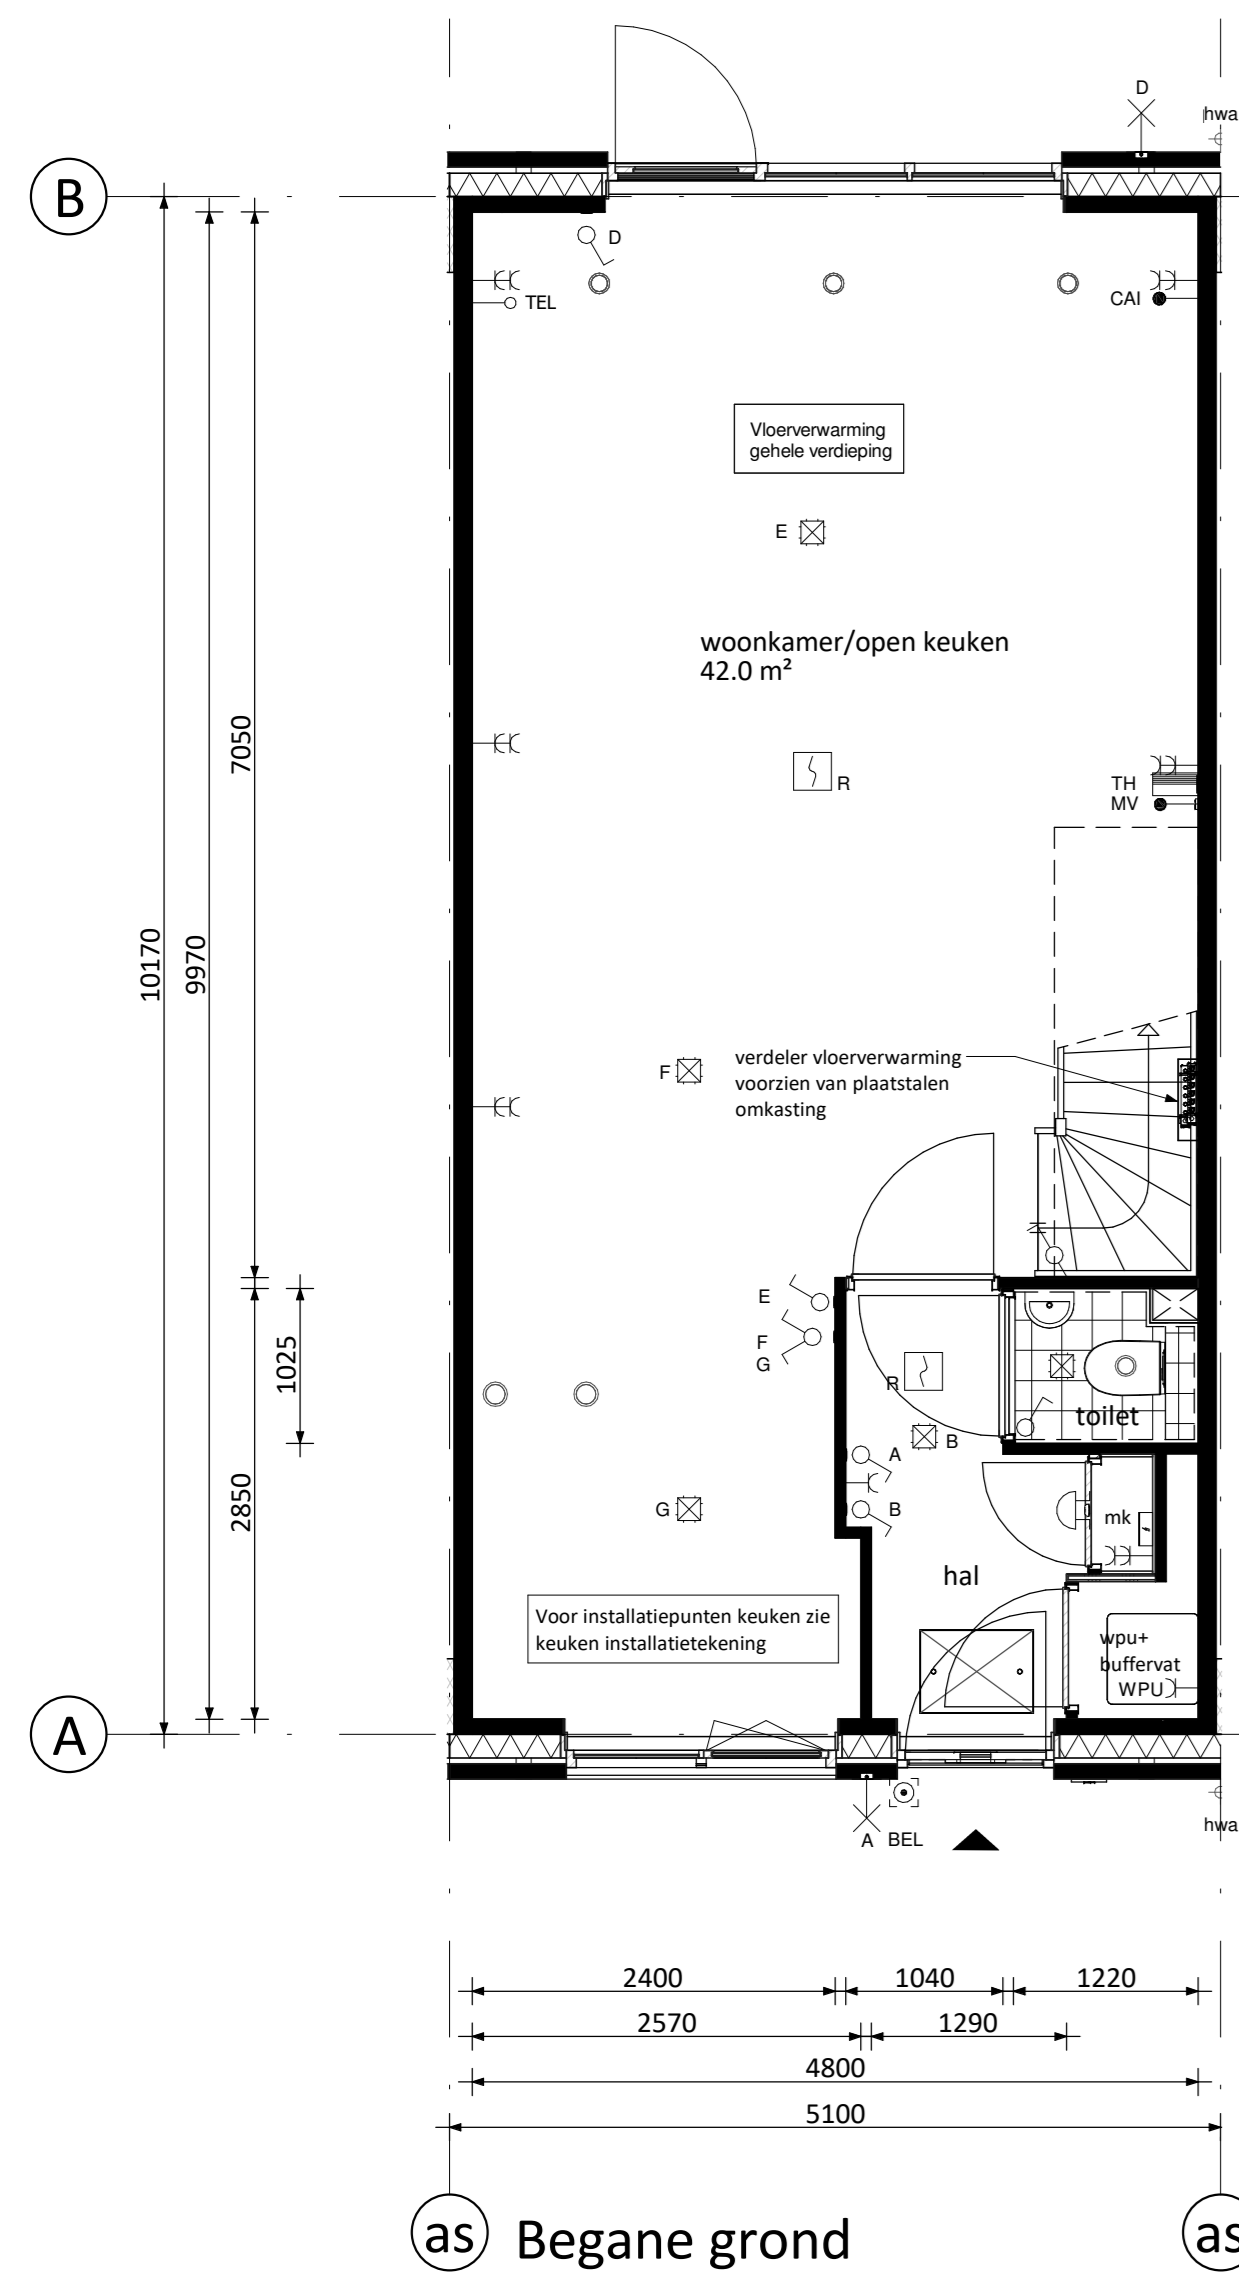 D
hwa
B
D
TEL
CAI
Vloerverwarming
gehele verdieping
E
woonkamer/open keuken
42.0 m²
7050
R
TH
MV
10170
9970
F
verdeler vloerverwarming
voorzien van plaatstalen
omkasting
E
F
G
1025
R
toilet
B
A
2850
G
B
mk
hal
Voor installatiepunten keuken zie
keuken installatietekening
wpu+
buffervat
WPU
A
A
BEL
hwa
2400
1040
1220
2570
1290
4800
5100
as
Begane grond
as